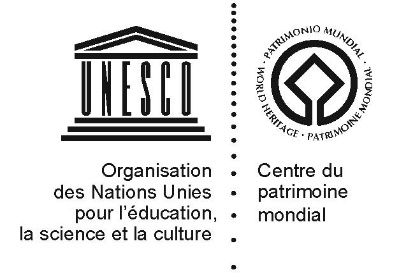 UNESCO
Organisation
des Nations Unies
pour l'éducation,
la science et la culture
· PATRIMONIO MUNDIAL · WORLD HERITAGE · PATRIMOINE MONDIAL
Centre du
patrimoine
mondial